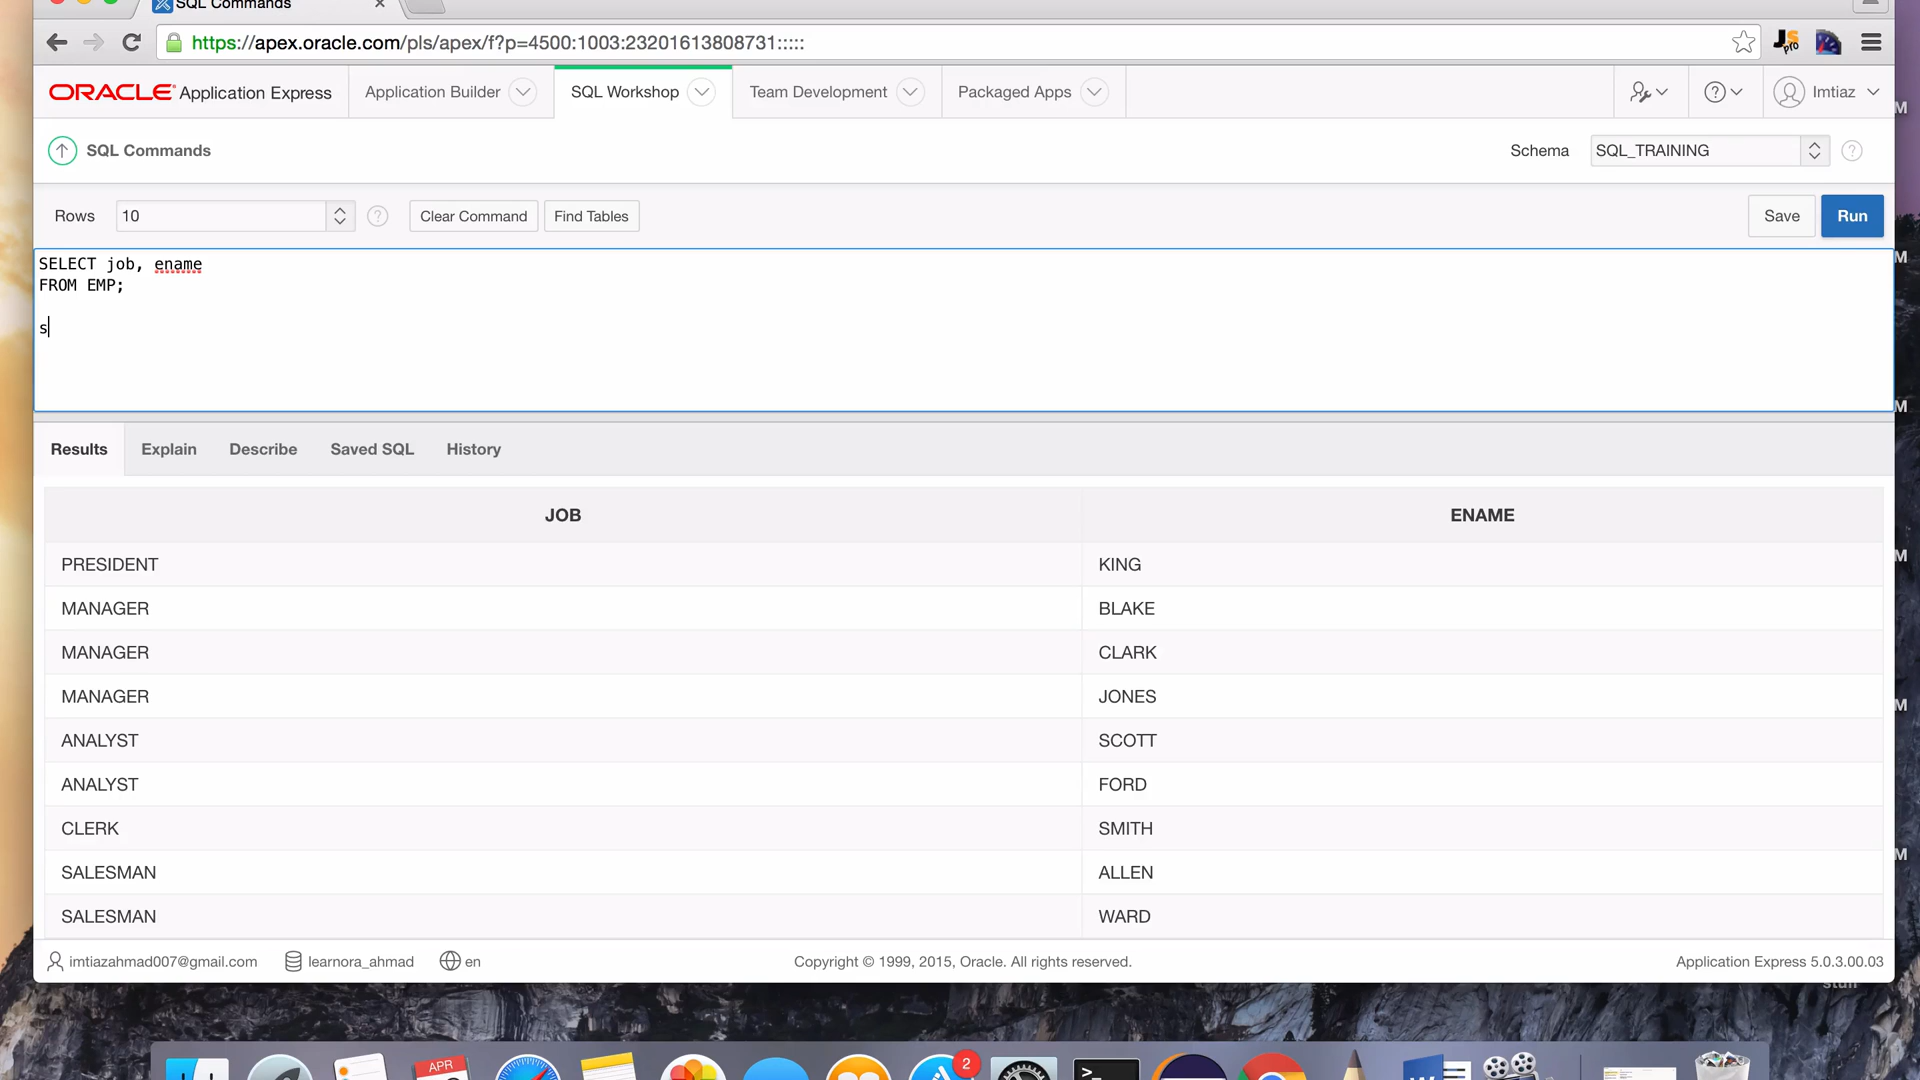 SQL Commands
https://apex.oracle.com/pls/apex/f?p=4500:1003:23201613808731:::::
ORACLE Application Express
Application Builder
SQL Workshop
Team Development
Packaged Apps
Imtiaz
SQL Commands
Schema
SQL_TRAINING
Rows
10
Clear Command
Find Tables
Save
Run
SELECT job, ename
FROM EMP;
s
Results
Explain
Describe
Saved SQL
History
JOB
ENAME
PRESIDENT
KING
MANAGER
BLAKE
MANAGER
CLARK
MANAGER
JONES
ANALYST
SCOTT
ANALYST
FORD
CLERK
SMITH
SALESMAN
ALLEN
SALESMAN
WARD
imtiazahmad007@gmail.com
learnora_ahmad
en
Copyright © 1999, 2015, Oracle. All rights reserved.
Application Express 5.0.3.00.03
stuff
APR
2